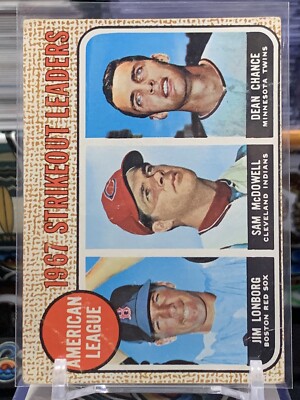 1967 STRIKEOUT LEADERS
AMERICAN
LEAGUE
JIM LONBORG
BOSTON RED SOX
SAM McDOWELL
CLEVELAND INDIANS
DEAN CHANCE
MINNESOTA TWINS